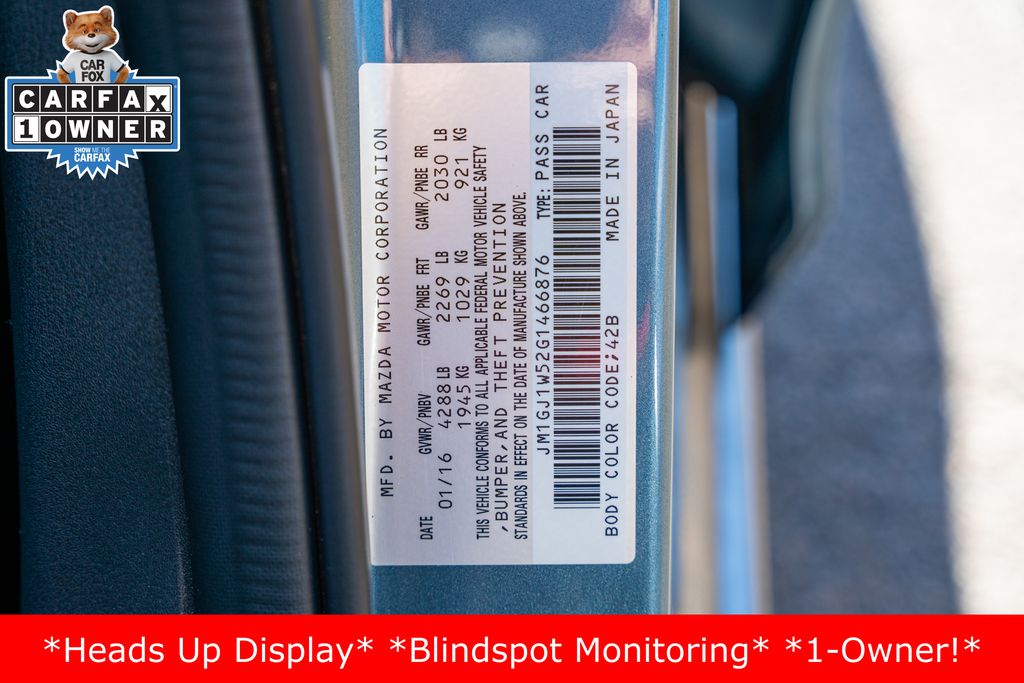 CAR
FOX
CARFAX
1 OWNER
SHOW ME THE
CARFAX
MFD. BY MAZDA MOTOR CORPORATION
DATE GVWR/PNBV GAWR/PNBE FRT GAWR/PNBE RR
01/16 4288 LB 2269 LB 2030 LB
1945 KG 1029 KG 921 KG
THIS VEHICLE CONFORMS TO ALL APPLICABLE FEDERAL MOTOR VEHICLE SAFETY
,BUMPER,AND THEFT PREVENTION
STANDARDS IN EFFECT ON THE DATE OF MANUFACTURE SHOWN ABOVE.
JM1GJ1W52G1466876 TYPE: PASS CAR
BODY COLOR CODE;42B MADE IN JAPAN
*Heads Up Display* *Blindspot Monitoring* *1-Owner!*